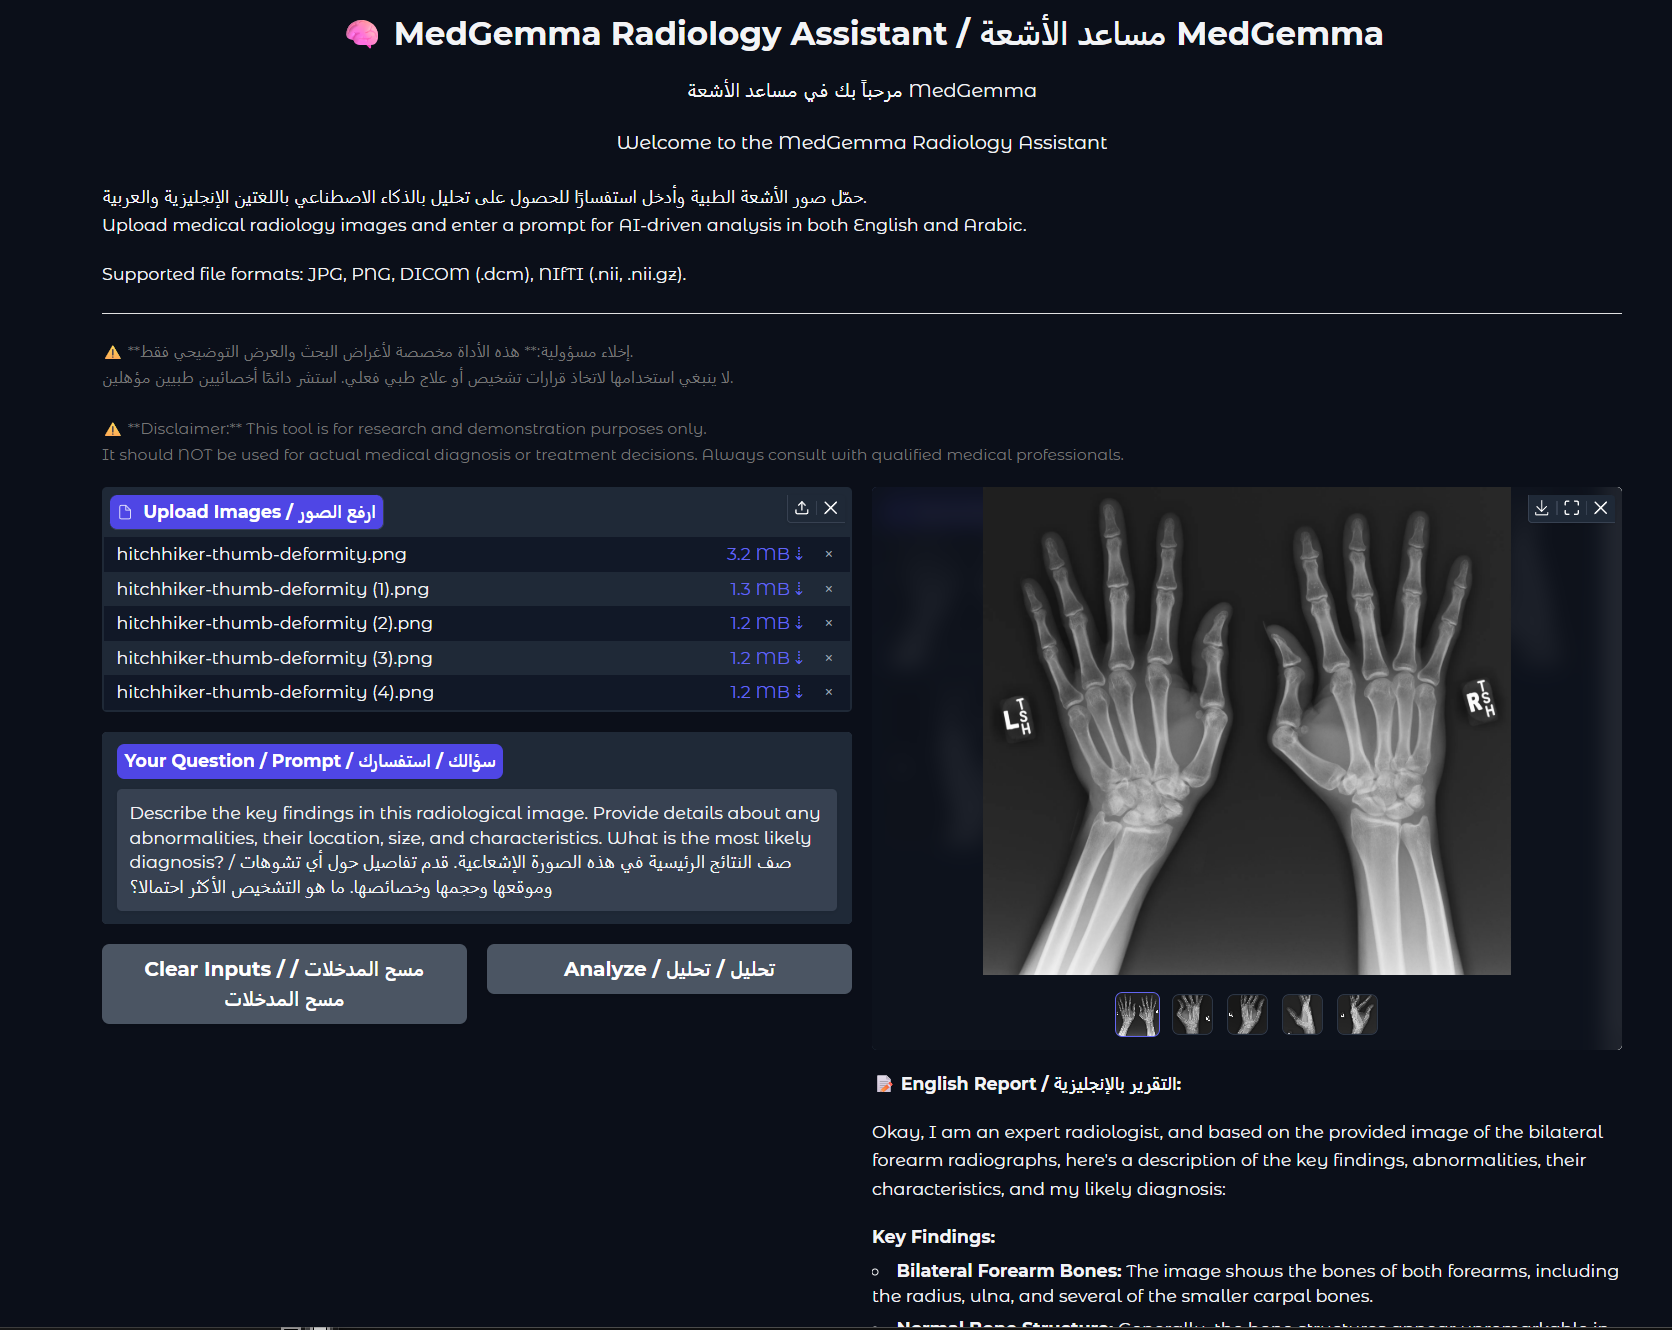 🧠 MedGemma Radiology Assistant / مساعد الأشعة MedGemma
مرحباً بك في مساعد الأشعة MedGemma
Welcome to the MedGemma Radiology Assistant
حمّل صور الأشعة الطبية وأدخل استفسارًا للحصول على تحليل بالذكاء الاصطناعي باللغتين الإنجليزية والعربية.
Upload medical radiology images and enter a prompt for AI-driven analysis in both English and Arabic.
Supported file formats: JPG, PNG, DICOM (.dcm), NIfTI (.nii, .nii.gz).
⚠️ **إخلاء مسؤولية:** هذه الأداة مخصصة لأغراض البحث والعرض التوضيحي فقط.
لا ينبغي استخدامها لاتخاذ قرارات تشخيص أو علاج طبي فعلي. استشر دائمًا أخصائيين طبيين مؤهلين.
⚠️ **Disclaimer:** This tool is for research and demonstration purposes only.
It should NOT be used for actual medical diagnosis or treatment decisions. Always consult with qualified medical professionals.
Upload Images / ارفع الصور
hitchhiker-thumb-deformity.png 3.2 MB ⇣ ×
hitchhiker-thumb-deformity (1).png 1.3 MB ⇣ ×
hitchhiker-thumb-deformity (2).png 1.2 MB ⇣ ×
hitchhiker-thumb-deformity (3).png 1.2 MB ⇣ ×
hitchhiker-thumb-deformity (4).png 1.2 MB ⇣ ×
Your Question / Prompt / سؤالك / استفسارك
Describe the key findings in this radiological image. Provide details about any
abnormalities, their location, size, and characteristics. What is the most likely
diagnosis? / صف النتائج الرئيسية في هذه الصورة الإشعاعية. قدم تفاصيل حول أي تشوهات
وموقعها وحجمها وخصائصها. ما هو التشخيص الأكثر احتمالا؟
Clear Inputs / مسح المدخلات /
مسح المدخلات
Analyze / تحليل / تحليل
L TSH
R TSH
📝 English Report / التقرير بالإنجليزية:
Okay, I am an expert radiologist, and based on the provided image of the bilateral
forearm radiographs, here's a description of the key findings, abnormalities, their
characteristics, and my likely diagnosis:
Key Findings:
Bilateral Forearm Bones: The image shows the bones of both forearms, including
the radius, ulna, and several of the smaller carpal bones.
Normal Bone Structure: Generally, the bone structures appear unremarkable in